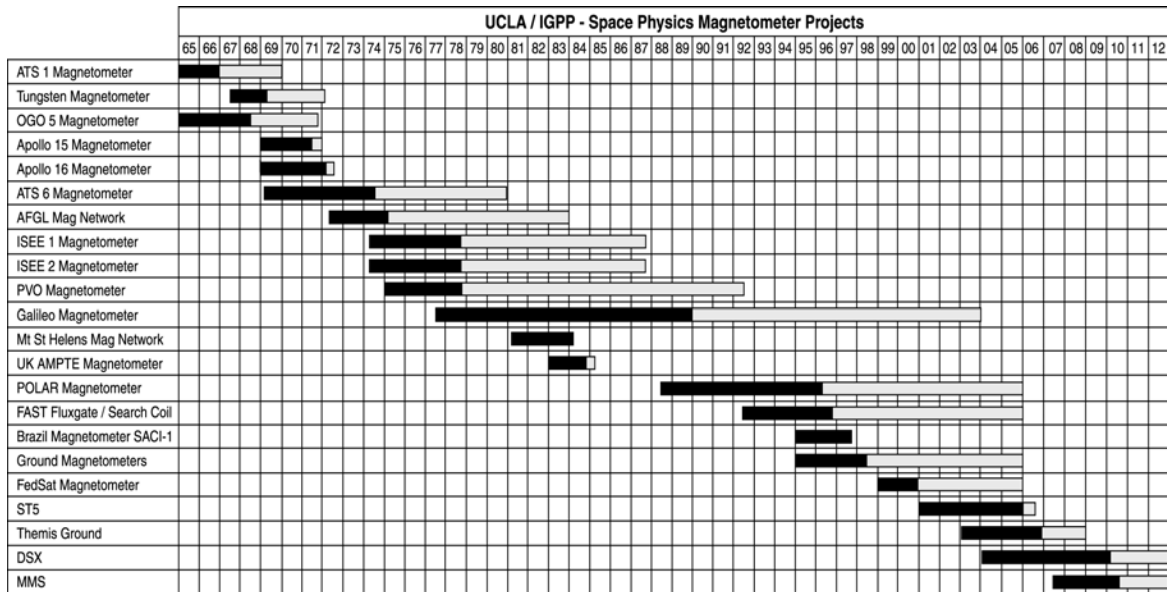 UCLA / IGPP - Space Physics Magnetometer Projects
65 66 67 68 69 70 71 72 73 74 75 76 77 78 79 80 81 82 83 84 85 86 87 88 89 90 91 92 93 94 95 96 97 98 99 00 01 02 03 04 05 06 07 08 09 10 11 12
ATS 1 Magnetometer
Tungsten Magnetometer
OGO 5 Magnetometer
Apollo 15 Magnetometer
Apollo 16 Magnetometer
ATS 6 Magnetometer
AFGL Mag Network
ISEE 1 Magnetometer
ISEE 2 Magnetometer
PVO Magnetometer
Galileo Magnetometer
Mt St Helens Mag Network
UK AMPTE Magnetometer
POLAR Magnetometer
FAST Fluxgate / Search Coil
Brazil Magnetometer SACI-1
Ground Magnetometers
FedSat Magnetometer
ST5
Themis Ground
DSX
MMS